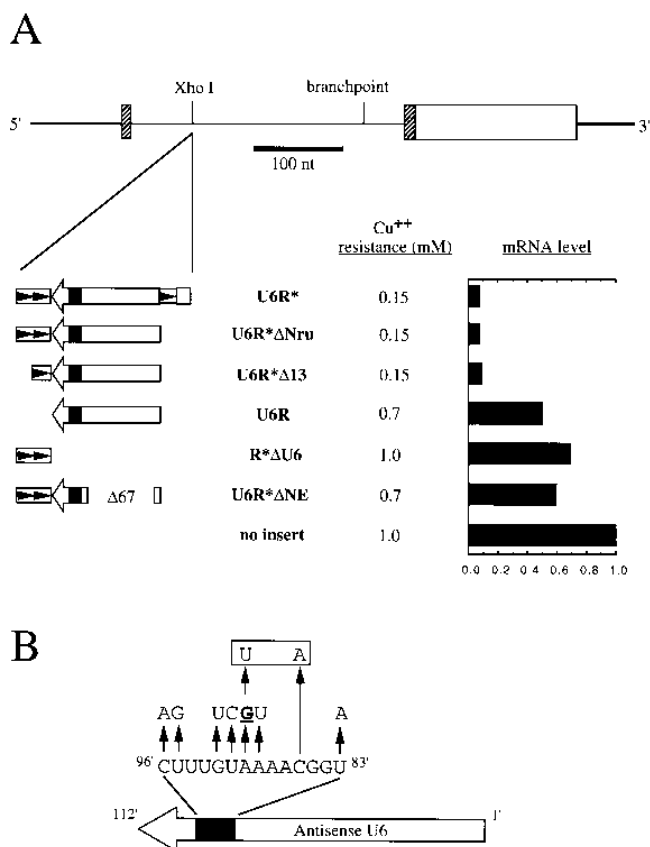 A
Xho I branchpoint
5' 3'
100 nt
Cu++
resistance (mM) mRNA level
U6R* 0.15
U6R*ΔNru 0.15
U6R*Δ13 0.15
U6R 0.7
R*ΔU6 1.0
Δ67 U6R*ΔNE 0.7
no insert 1.0
0.0 0.2 0.4 0.6 0.8 1.0
B
U A
AG UCGU A
96' CUUUGUAAAACGGU 83'
112' 1'
Antisense U6